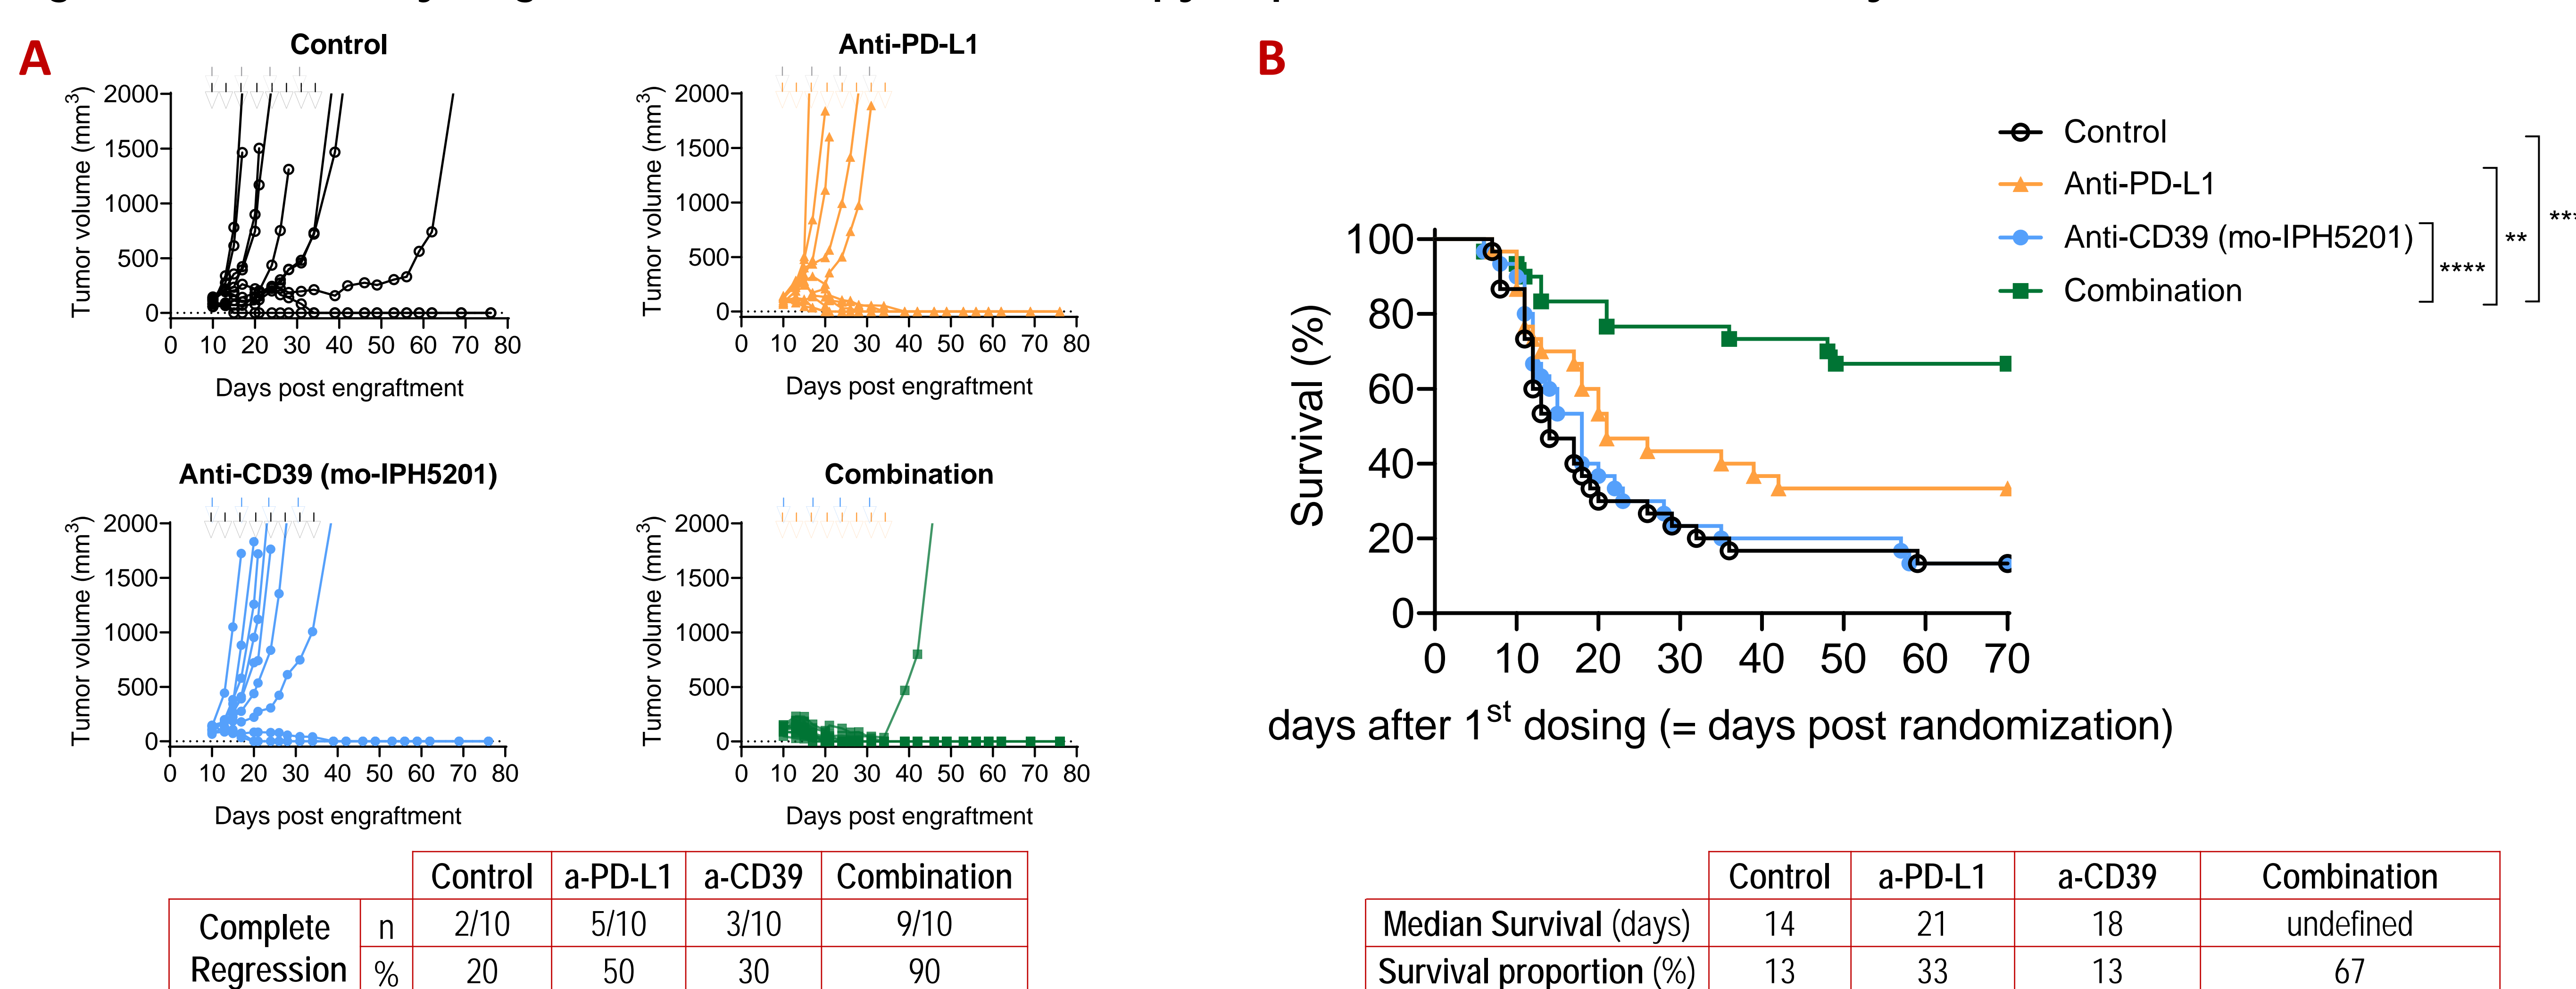 A
Control
Tumor volume (mm3)
2000
1500
1000
500
0
0 10 20 30 40 50 60 70 80
Days post engraftment
Anti-PD-L1
Tumor volume (mm3)
2000
1500
1000
500
0
0 10 20 30 40 50 60 70 80
Days post engraftment
Anti-CD39 (mo-IPH5201)
Tumor volume (mm3)
2000
1500
1000
500
0
0 10 20 30 40 50 60 70 80
Days post engraftment
Combination
Tumor volume (mm3)
2000
1500
1000
500
0
0 10 20 30 40 50 60 70 80
Days post engraftment
Control a-PD-L1 a-CD39 Combination
Complete Regression
n 2/10 5/10 3/10 9/10
% 20 50 30 90
B
Control
Anti-PD-L1
Anti-CD39 (mo-IPH5201)
Combination
****
**
Survival (%)
100
80
60
40
20
0
0 10 20 30 40 50 60 70
days after 1st dosing (= days post randomization)
Control a-PD-L1 a-CD39 Combination
Median Survival (days) 14 21 18 undefined
Survival proportion (%) 13 33 13 67